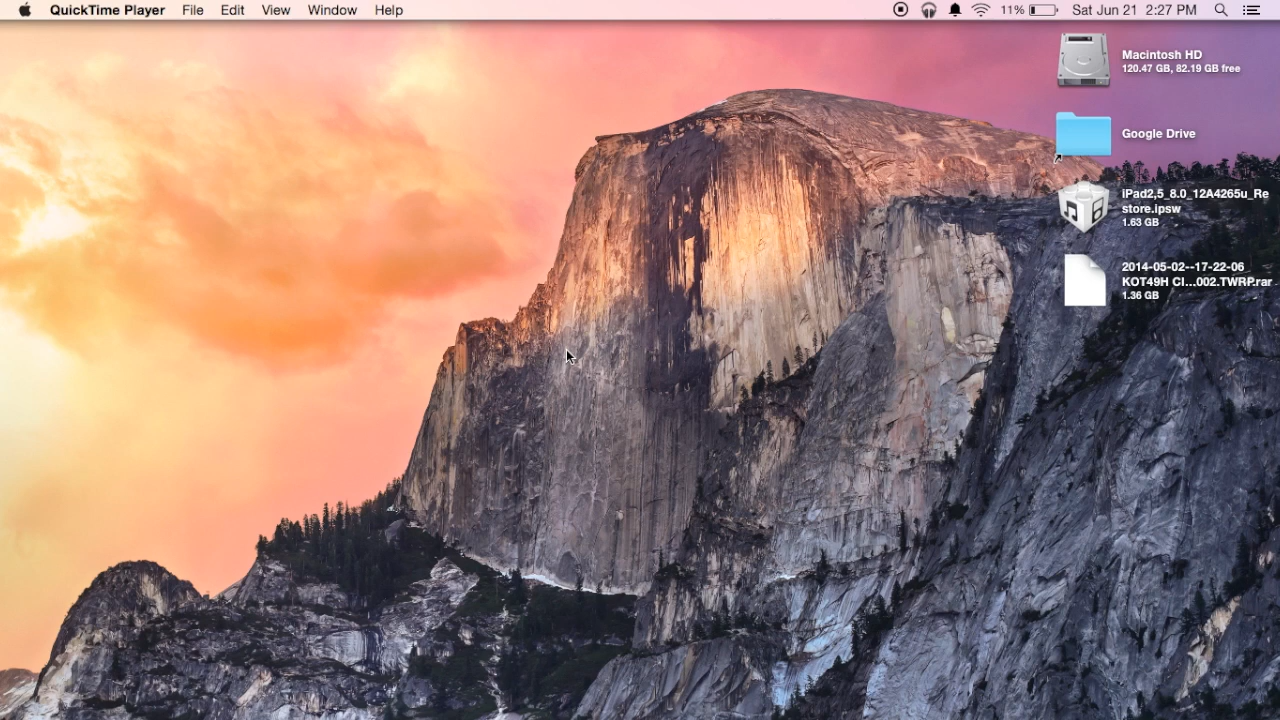 QuickTime Player File Edit View Window Help 11% Sat Jun 21 2:27 PM
Macintosh HD
120.47 GB, 82.19 GB free
Google Drive
iPad2,5_8.0_12A4265u_Re
store.ipsw
1.63 GB
2014-05-02--17-22-06
KOT49H CI...002.TWRP.rar
1.36 GB